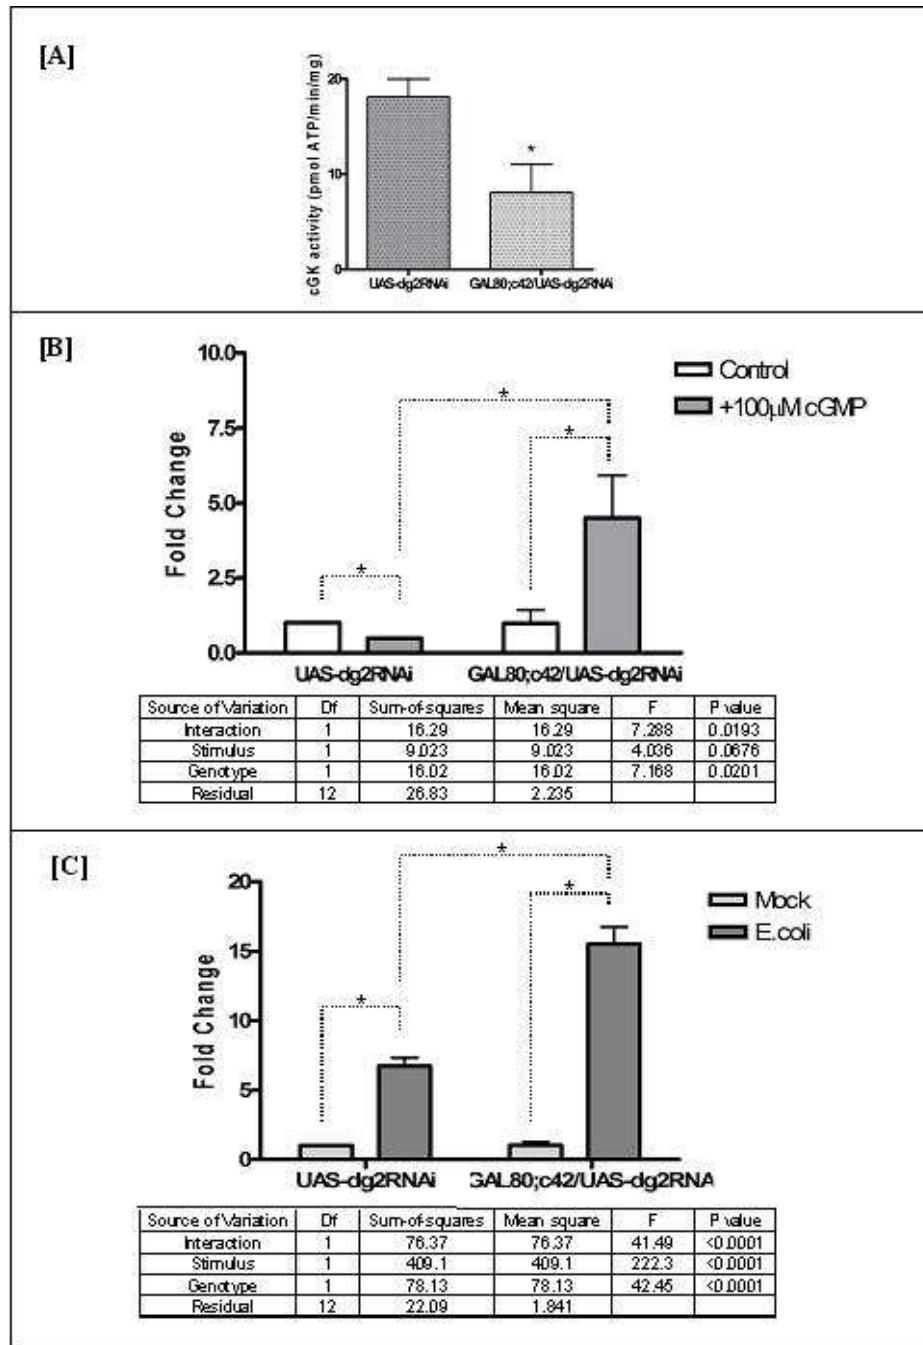 [A]
cGK activity (pmol ATP/min/mg)
20
10
0
*
UAS-dg2RNAi
GAL80;c42/UAS-dg2RNAi
[B]
Fold Change
10.0
7.5
5.0
2.5
0.0
Control
+100µM cGMP
*
*
*
UAS-dg2RNAi
GAL80;c42/UAS-dg2RNAi
Source of Variation Df Sum-of-squares Mean square F P value
Interaction 1 16.29 16.29 7.288 0.0193
Stimulus 1 9.023 9.023 4.036 0.0676
Genotype 1 16.02 16.02 7.168 0.0201
Residual 12 26.83 2.235
[C]
Fold Change
20
15
10
5
0
Mock
E.coli
*
*
*
UAS-dg2RNAi
GAL80;c42/UAS-dg2RNA
Source of Variation Df Sum-of-squares Mean square F P value
Interaction 1 76.37 76.37 41.49 <0.0001
Stimulus 1 409.1 409.1 222.3 <0.0001
Genotype 1 78.13 78.13 42.45 <0.0001
Residual 12 22.09 1.841